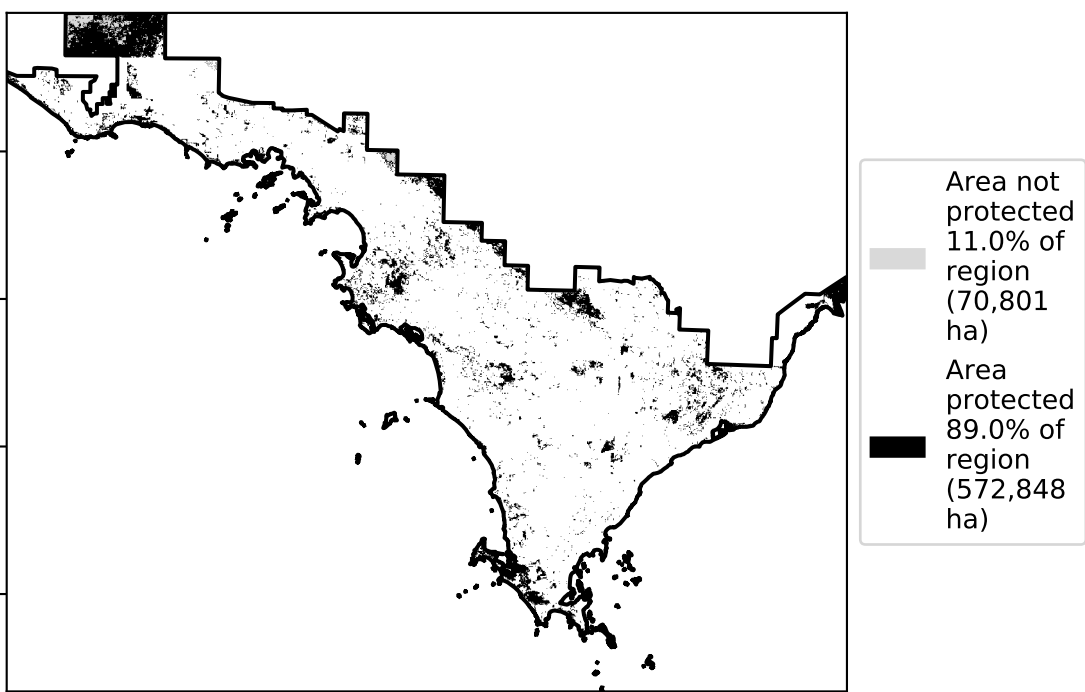 Area not
protected
11.0% of
region
(70,801
ha)
Area
protected
89.0% of
region
(572,848
ha)